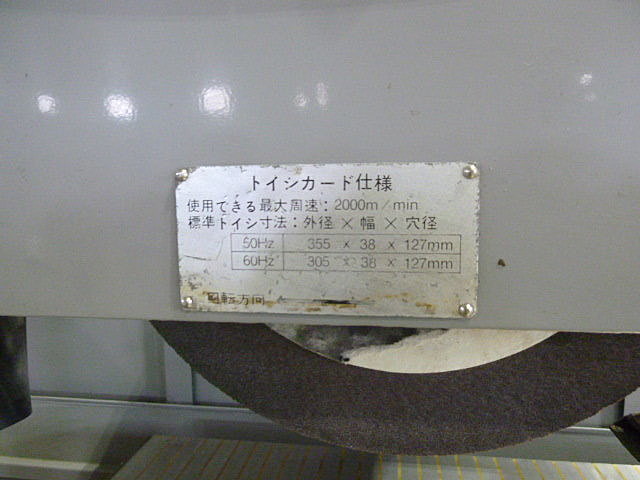 トイシカード仕様
使用できる最大周速：2000m／min
標準トイシ寸法：外径×幅×穴径
50Hz 355 × 38 × 127mm
60Hz 305 × 38 × 127mm
回転方向 ←